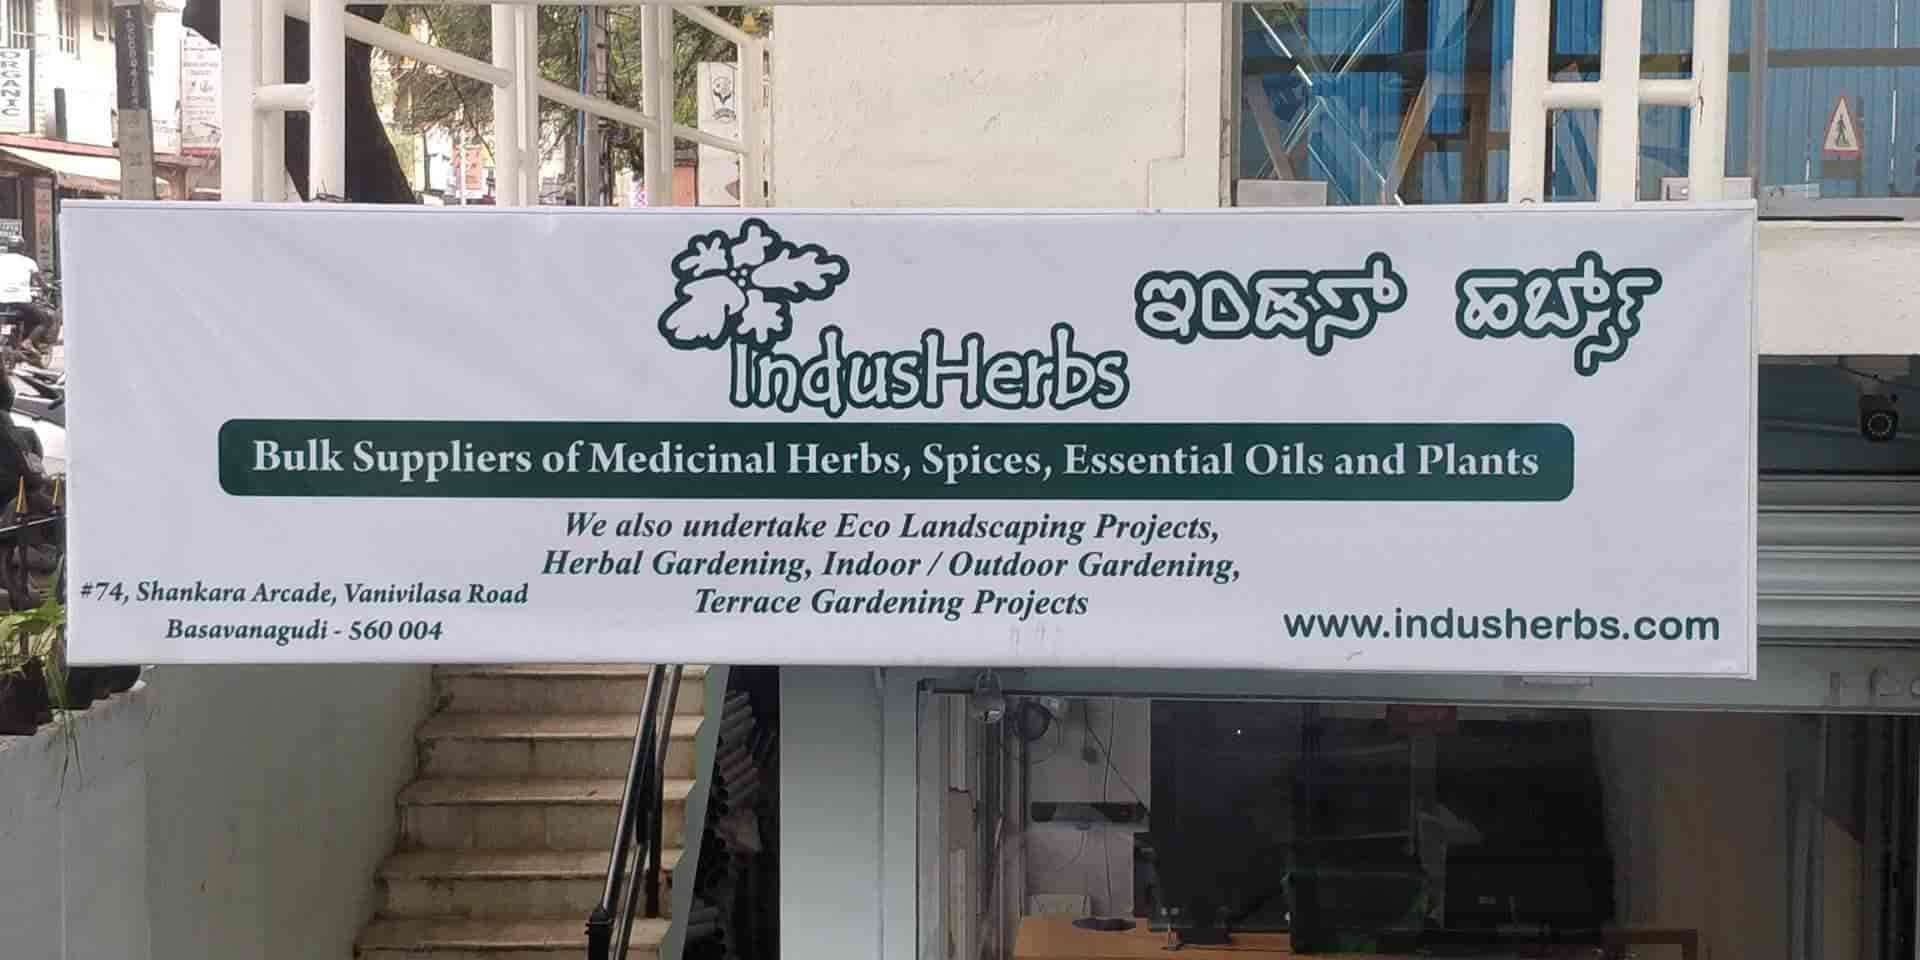 ORGANIC
IndusHerbs
ಇಂಡಸ್ ಹರ್ಬ್ಸ್
Bulk Suppliers of Medicinal Herbs, Spices, Essential Oils and Plants
We also undertake Eco Landscaping Projects,
Herbal Gardening, Indoor / Outdoor Gardening,
Terrace Gardening Projects
#74, Shankara Arcade, Vanivilasa Road
Basavanagudi - 560 004
www.indusherbs.com